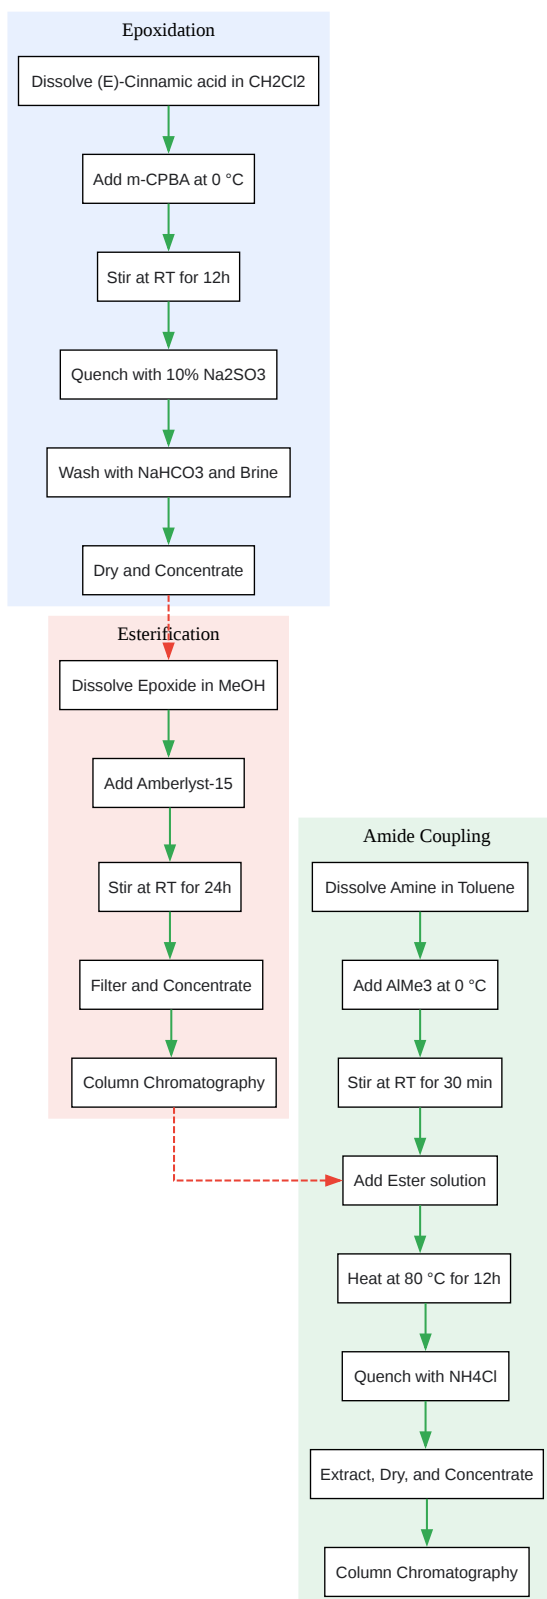 Epoxidation
Dissolve (E)-Cinnamic acid in CH2Cl2
Add m-CPBA at 0 °C
Stir at RT for 12h
Quench with 10% Na2SO3
Wash with NaHCO3 and Brine
Dry and Concentrate
Esterification
Dissolve Epoxide in MeOH
Add Amberlyst-15
Stir at RT for 24h
Filter and Concentrate
Column Chromatography
Amide Coupling
Dissolve Amine in Toluene
Add AlMe3 at 0 °C
Stir at RT for 30 min
Add Ester solution
Heat at 80 °C for 12h
Quench with NH4Cl
Extract, Dry, and Concentrate
Column Chromatography